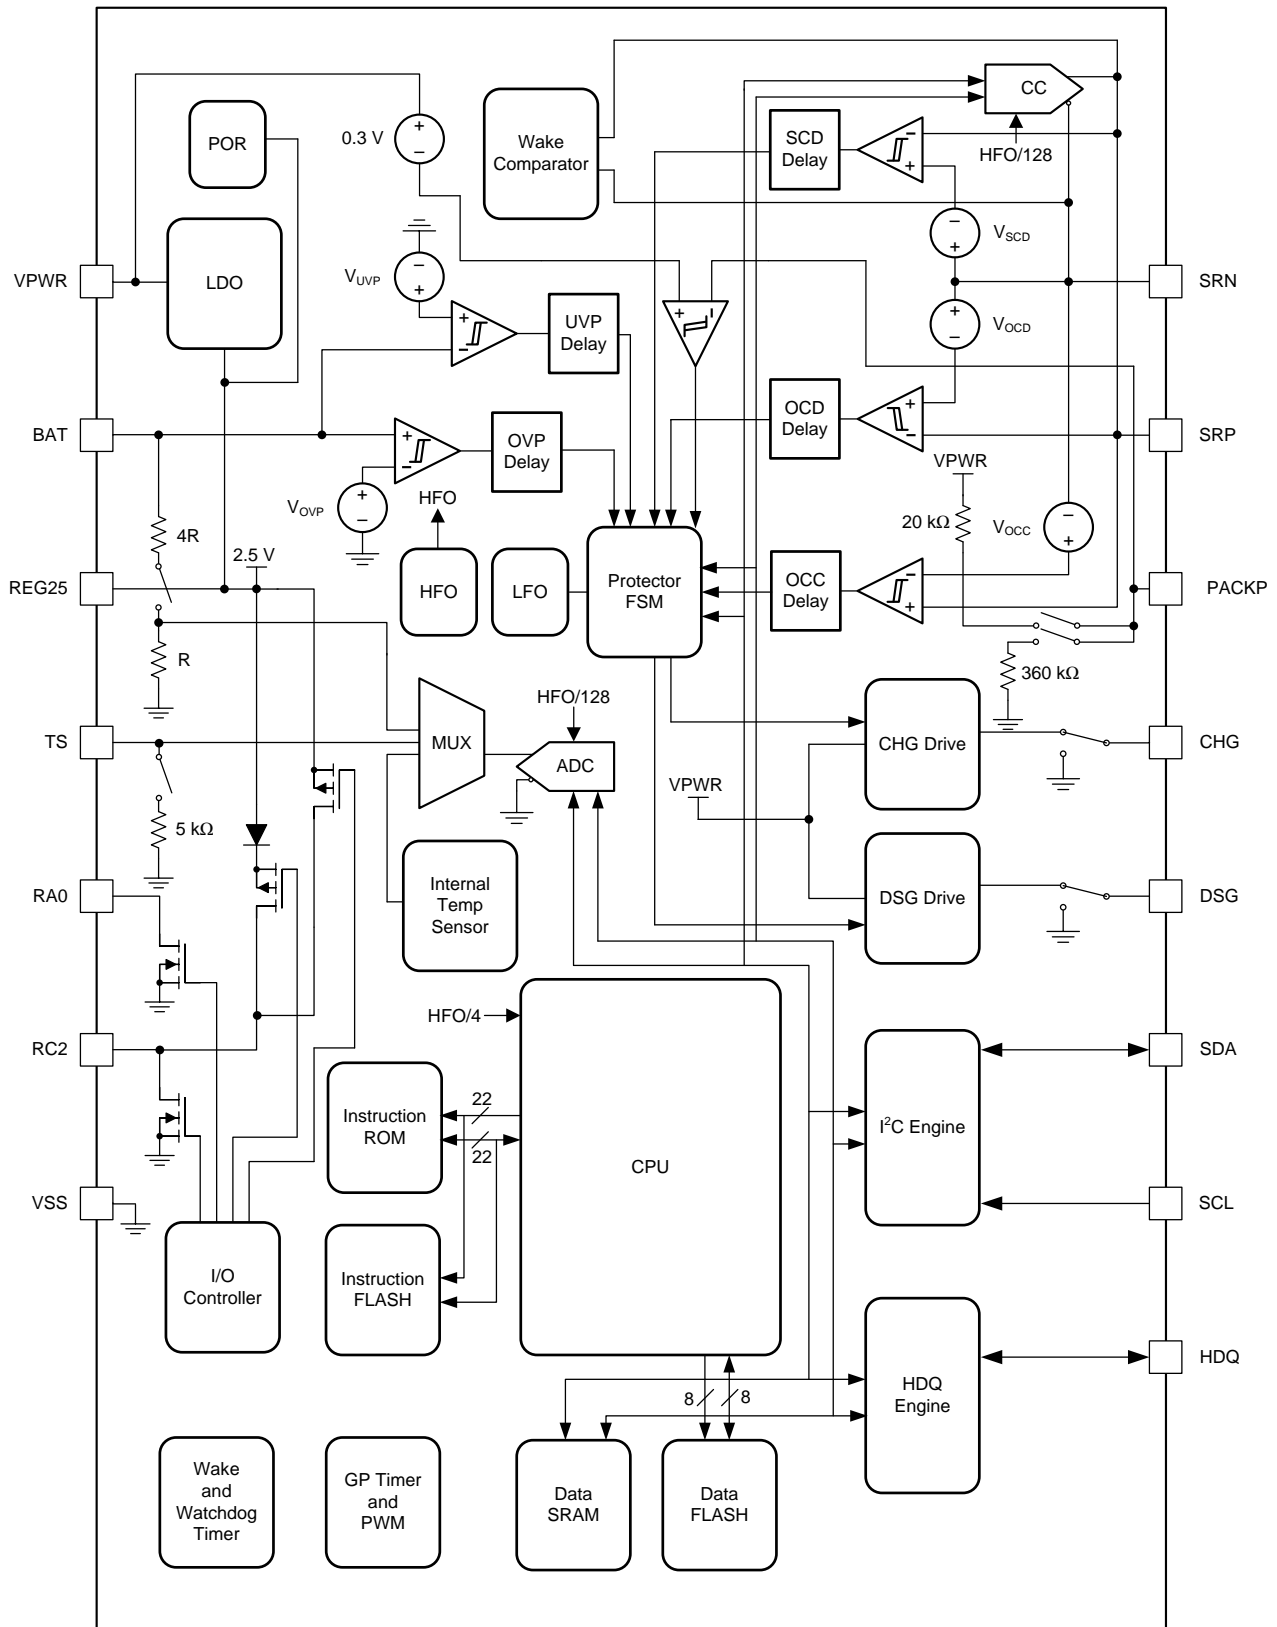 CC
POR
0.3 V
Wake
Comparator
SCD
Delay
HFO/128
VPWR
LDO
VUVP
VSCD
SRN
UVP
Delay
VOCD
BAT
OVP
Delay
OCD
Delay
SRP
VPWR
HFO
VOVP
20 kΩ
VOCC
4R
2.5 V
REG25
HFO
LFO
Protector
FSM
OCC
Delay
PACKP
R
360 kΩ
HFO/128
TS
MUX
ADC
CHG Drive
CHG
VPWR
5 kΩ
RA0
Internal
Temp
Sensor
DSG Drive
DSG
HFO/4
RC2
SDA
22
Instruction
ROM
22
I2C Engine
CPU
VSS
SCL
I/O
Controller
Instruction
FLASH
HDQ
HDQ
Engine
8
8
Wake
and
Watchdog
Timer
GP Timer
and
PWM
Data
SRAM
Data
FLASH